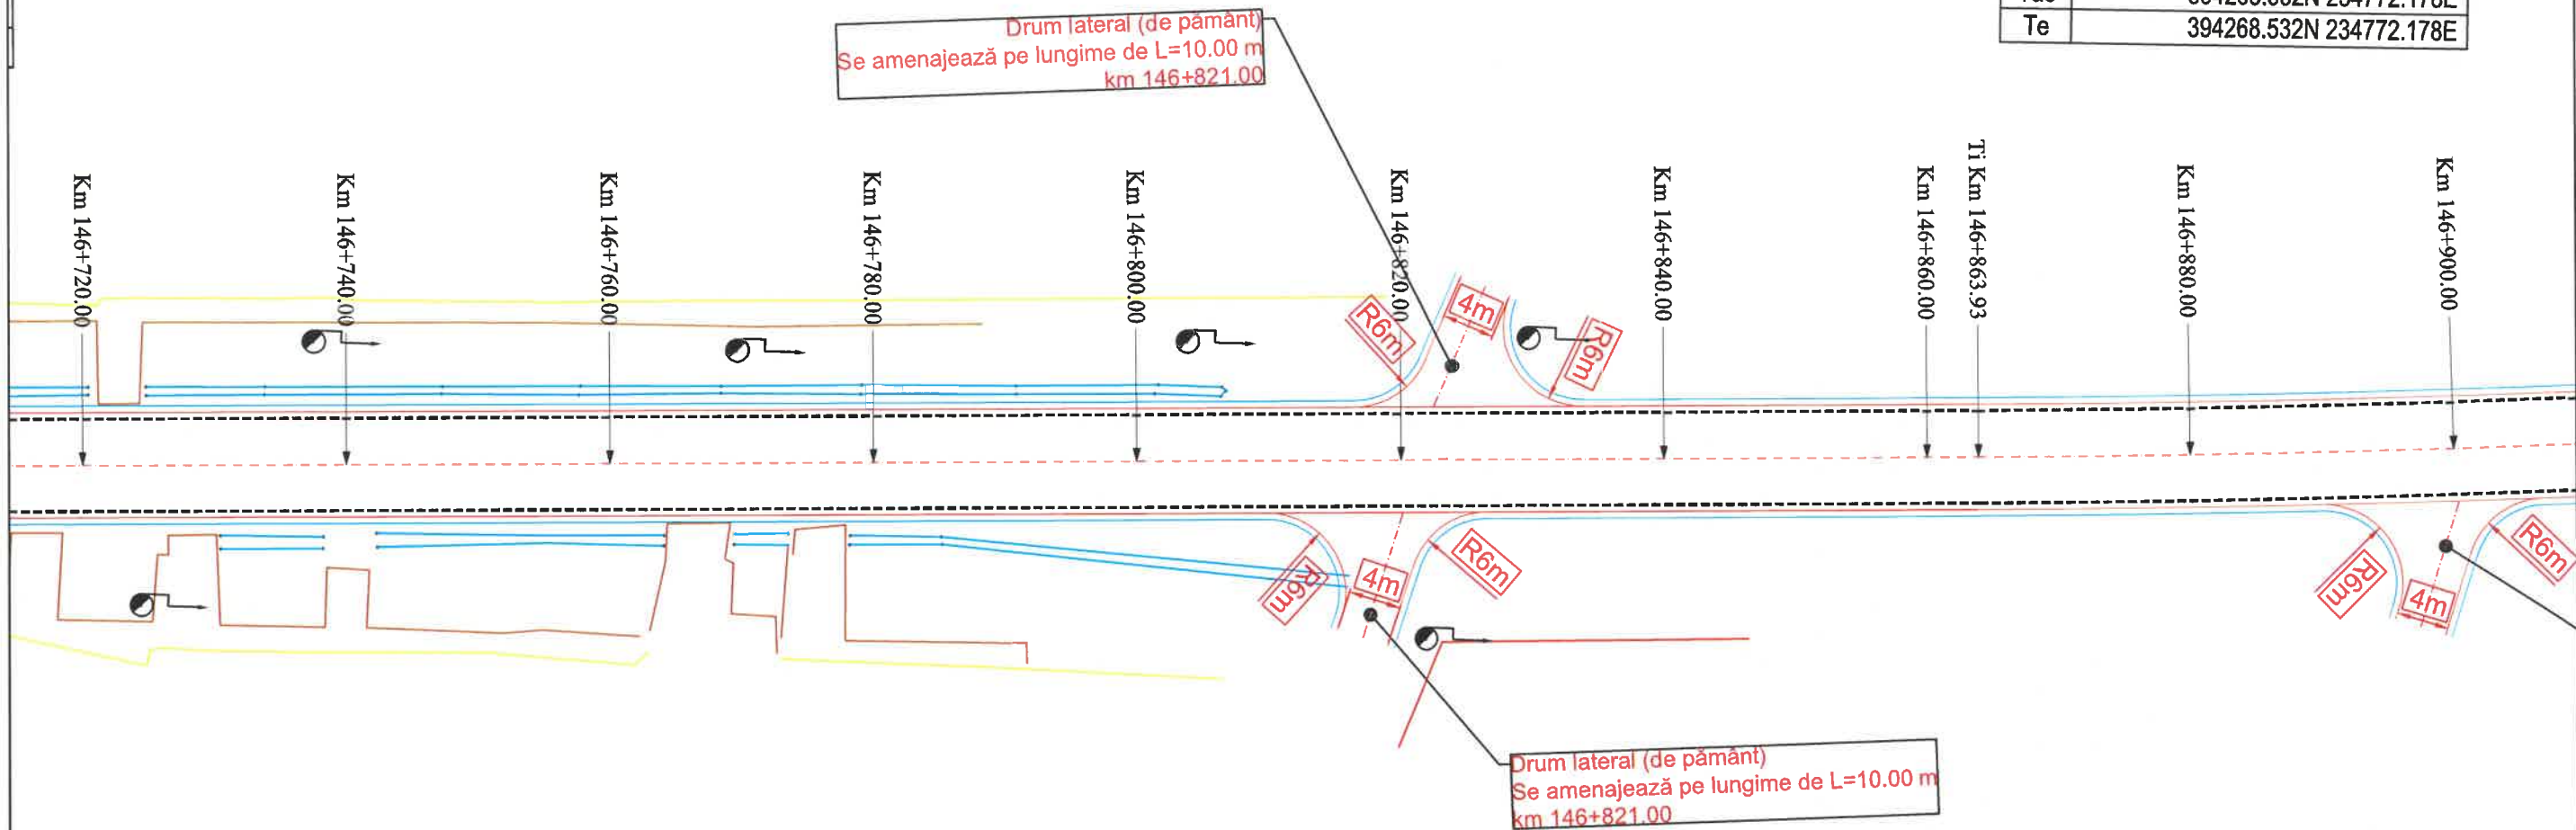 Drum lateral (de pământ)
Se amenajează pe lungime de L=10.00 m
km 146+821.00
Te 394268.532N 234772.178E
Km 146+720.00
Km 146+740.00
Km 146+760.00
Km 146+780.00
Km 146+800.00
Km 146+820.00
Km 146+840.00
Km 146+860.00
Ti Km 146+863.93
Km 146+880.00
Km 146+900.00
R6m
4m
R6m
R6m
4m
R6m
R6m
4m
R6m
Drum lateral (de pământ)
Se amenajează pe lungime de L=10.00 m
km 146+821.00